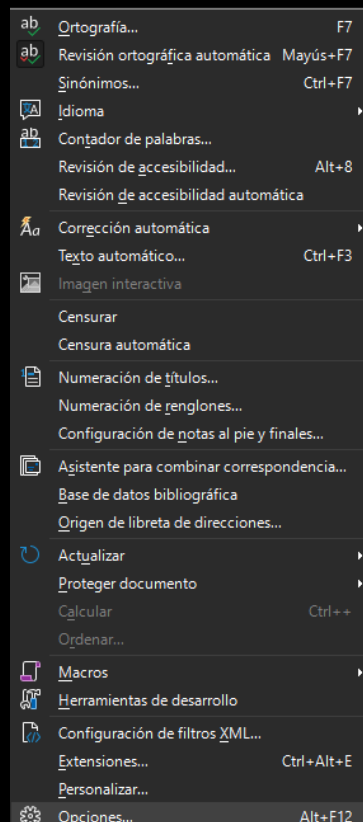 Ortografía... F7
Revisión ortográfica automática Mayús+F7
Sinónimos... Ctrl+F7
Idioma
Contador de palabras...
Revisión de accesibilidad... Alt+8
Revisión de accesibilidad automática
Corrección automática
Texto automático... Ctrl+F3
Imagen interactiva
Censurar
Censura automática
Numeración de títulos...
Numeración de renglones...
Configuración de notas al pie y finales...
Asistente para combinar correspondencia...
Base de datos bibliográfica
Origen de libreta de direcciones...
Actualizar
Proteger documento
Calcular Ctrl++
Ordenar...
Macros
Herramientas de desarrollo
Configuración de filtros XML...
Extensiones... Ctrl+Alt+E
Personalizar...
Opciones... Alt+F12